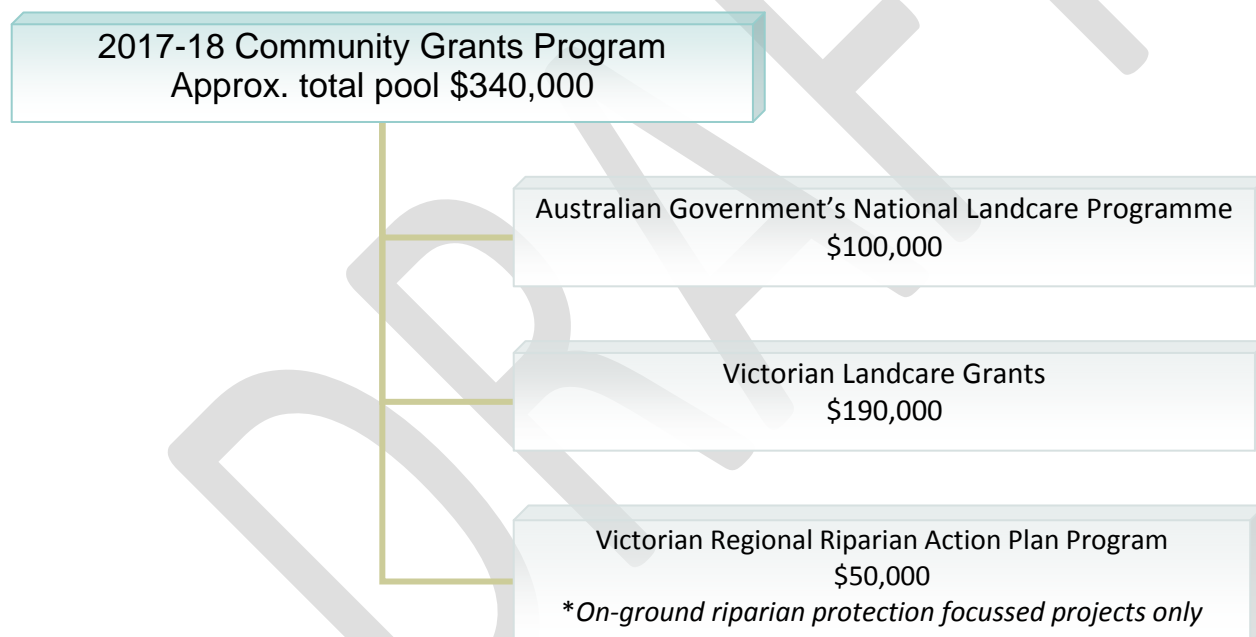 2017-18 Community Grants Program
Approx. total pool $340,000
Australian Government’s National Landcare Programme
$100,000
Victorian Landcare Grants
$190,000
Victorian Regional Riparian Action Plan Program
$50,000
*On-ground riparian protection focussed projects only
DRAFT